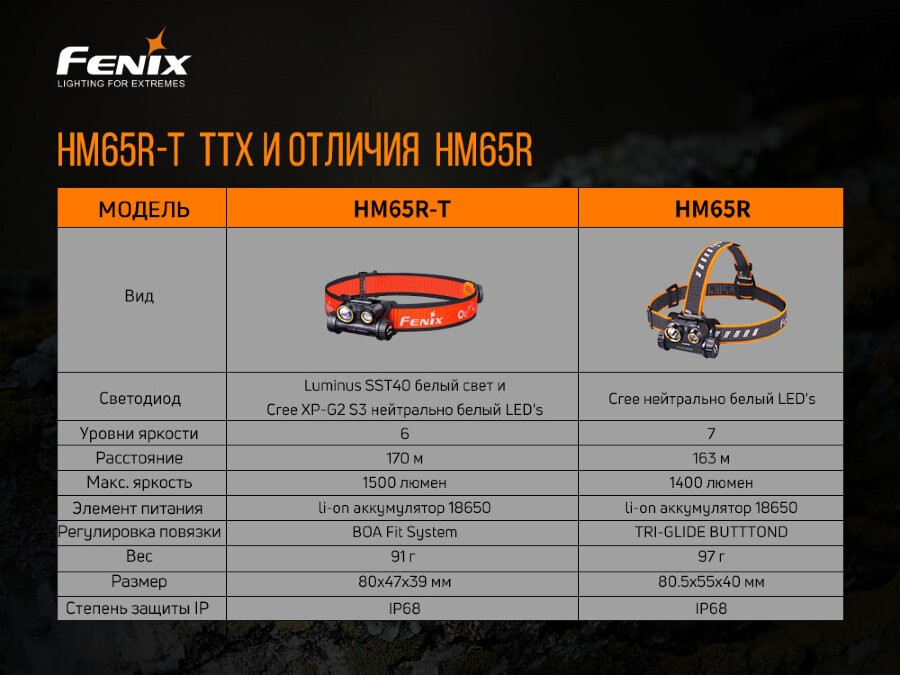 FENIX
LIGHTING FOR EXTREMES
HM65R-T ТТХ И ОТЛИЧИЯ HM65R
МОДЕЛЬ HM65R-T HM65R
Вид
FENIX
Светодиод Luminus SST40 белый свет и Cree XP-G2 S3 нейтрально белый LED's Cree нейтрально белый LED's
Уровни яркости 6 7
Расстояние 170 м 163 м
Макс. яркость 1500 люмен 1400 люмен
Элемент питания li-on аккумулятор 18650 li-on аккумулятор 18650
Регулировка повязки BOA Fit System TRI-GLIDE BUTTTOND
Вес 91 г 97 г
Размер 80x47x39 мм 80.5x55x40 мм
Степень защиты IP IP68 IP68